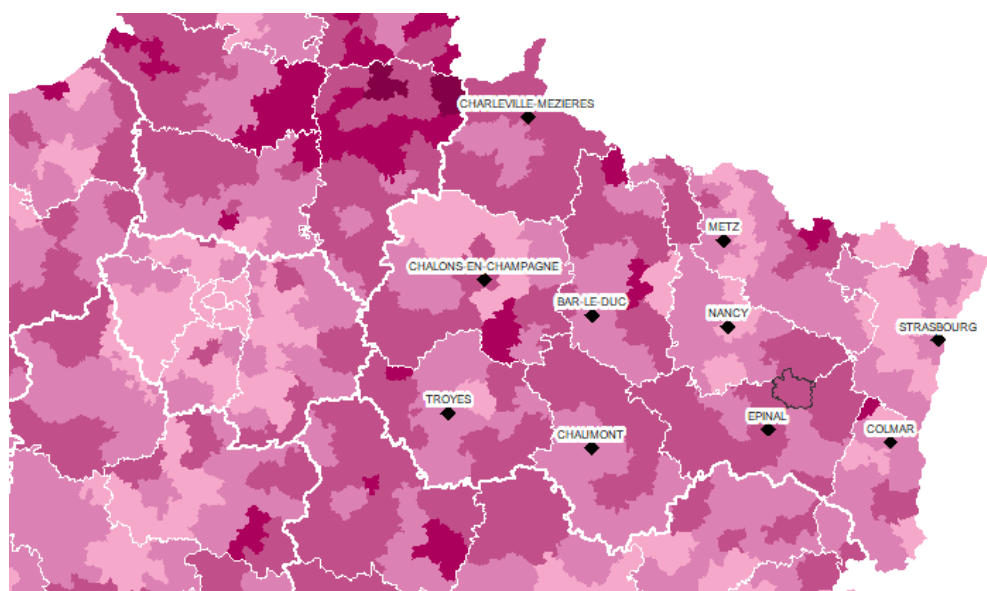 CHARLEVILLE-MEZIERES
METZ
CHALONS-EN-CHAMPAGNE
BAR-LE-DUC
NANCY
STRASBOURG
TROYES
EPINAL
COLMAR
CHAUMONT